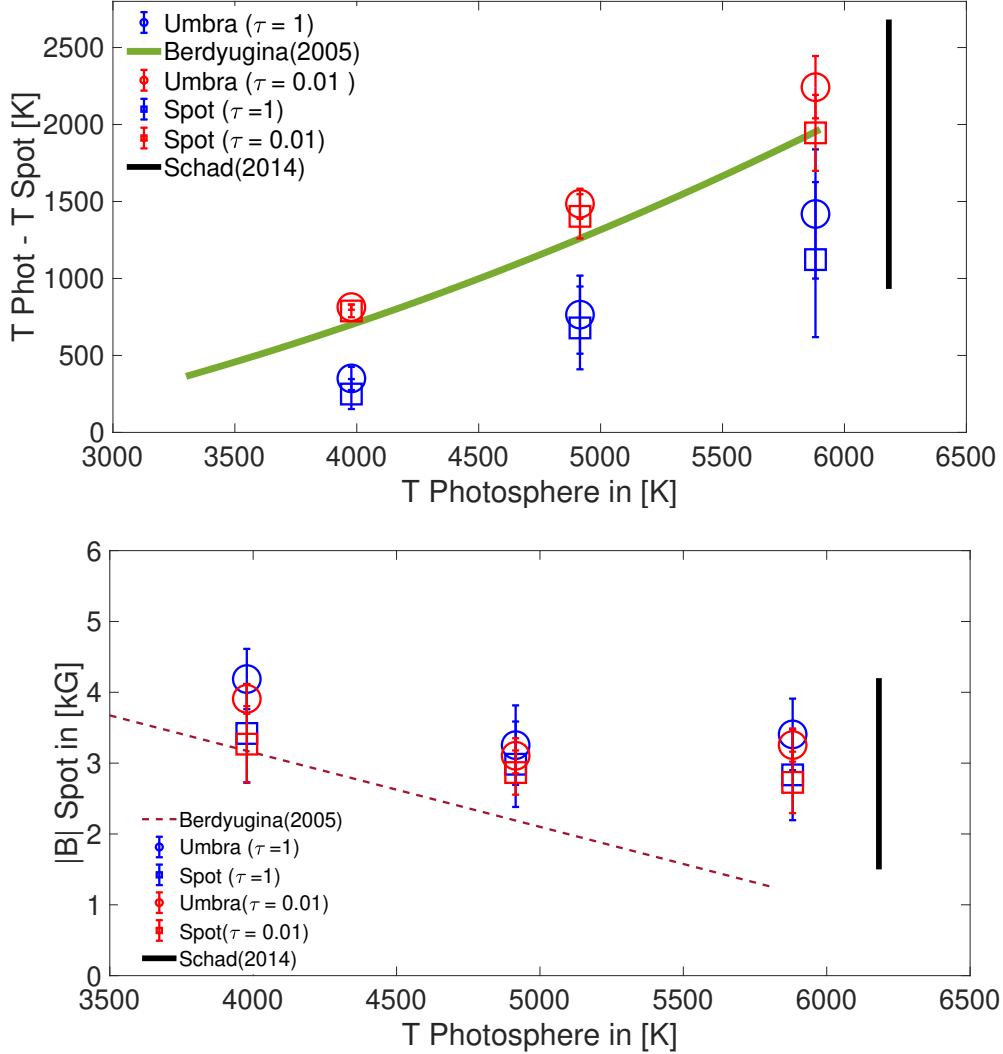 Umbra (τ = 1)
Berdyugina(2005)
Umbra (τ = 0.01 )
Spot (τ =1)
Spot (τ = 0.01)
Schad(2014)
T Phot - T Spot [K]
2500
2000
1500
1000
500
0
3000 3500 4000 4500 5000 5500 6000 6500
T Photosphere in [K]
|B| Spot in [kG]
6
5
4
3
2
1
0
Berdyugina(2005)
Umbra (τ =1)
Spot (τ =1)
Umbra(τ = 0.01)
Spot(τ = 0.01)
Schad(2014)
3500 4000 4500 5000 5500 6000 6500
T Photosphere in [K]